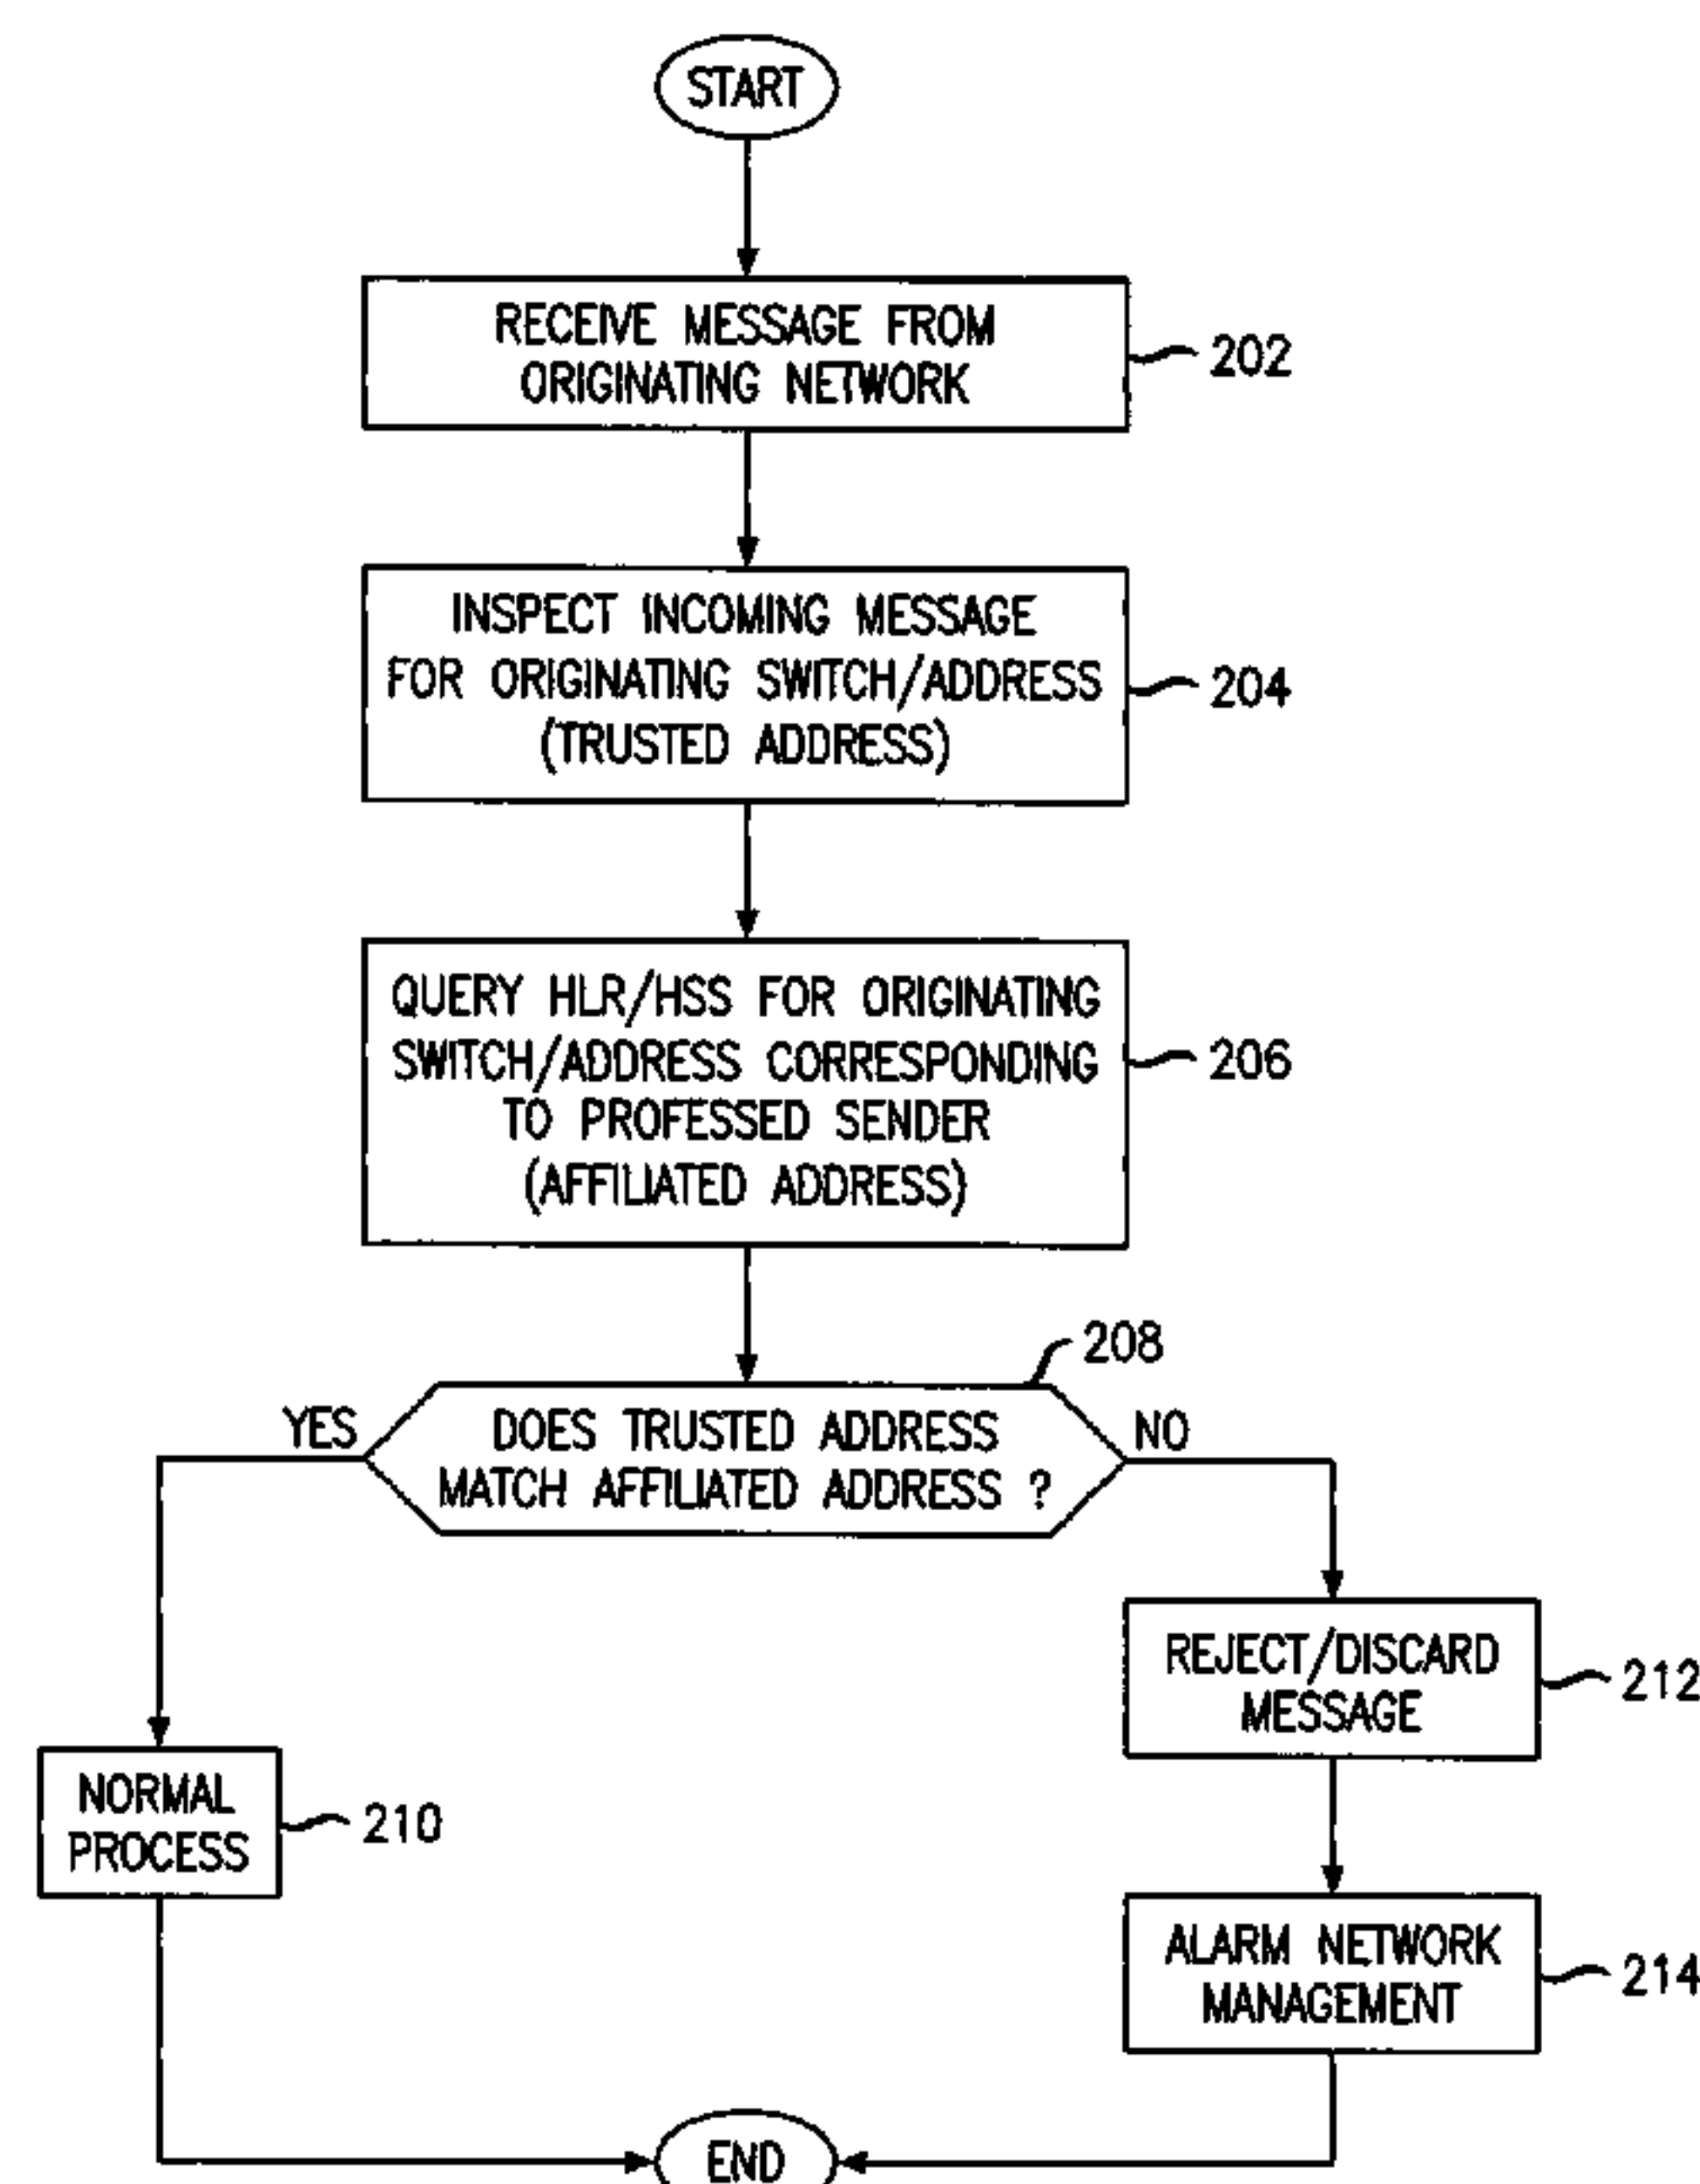 START
RECEIVE MESSAGE FROM
ORIGINATING NETWORK
202
INSPECT INCOMING MESSAGE
FOR ORIGINATING SWITCH/ADDRESS
(TRUSTED ADDRESS)
204
QUERY HLR/HSS FOR ORIGINATING
SWITCH/ADDRESS CORRESPONDING
TO PROFESSED SENDER
(AFFILIATED ADDRESS)
206
208
YES
DOES TRUSTED ADDRESS
MATCH AFFILIATED ADDRESS ?
NO
REJECT/DISCARD
MESSAGE
212
NORMAL
PROCESS
210
ALARM NETWORK
MANAGEMENT
214
END